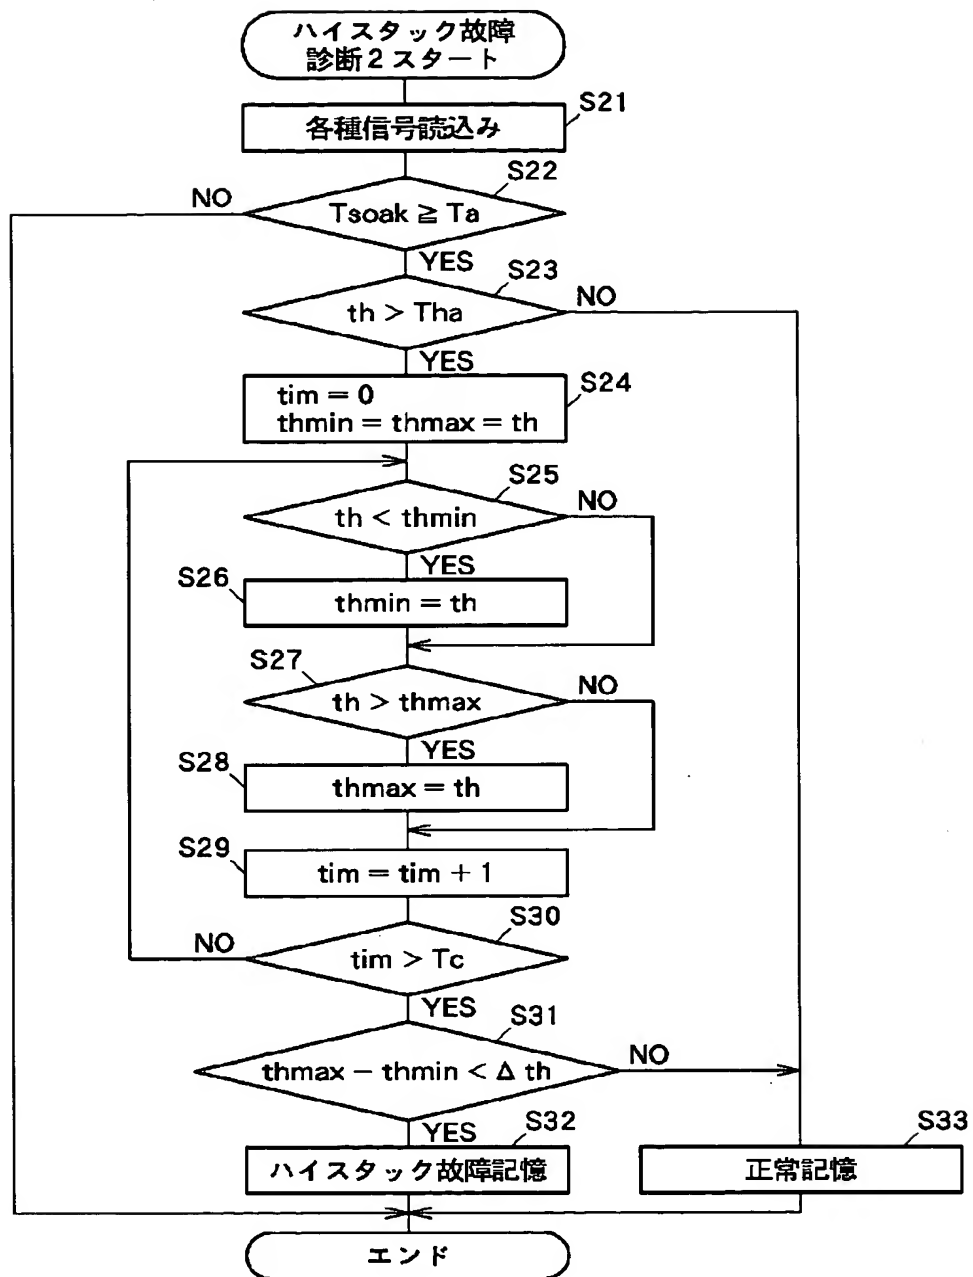 ハイスタック故障
診断2スタート
S21
各種信号読込み
S22
NO
Tsoak ≧ Ta
YES
S23
NO
th > Tha
YES
S24
tim = 0
thmin = thmax = th
S25
NO
th < thmin
YES
S26
thmin = th
S27
NO
th > thmax
YES
S28
thmax = th
S29
tim = tim + 1
S30
NO
tim > Tc
YES
S31
NO
thmax − thmin < Δ th
YES
S32
S33
ハイスタック故障記憶
正常記憶
エンド